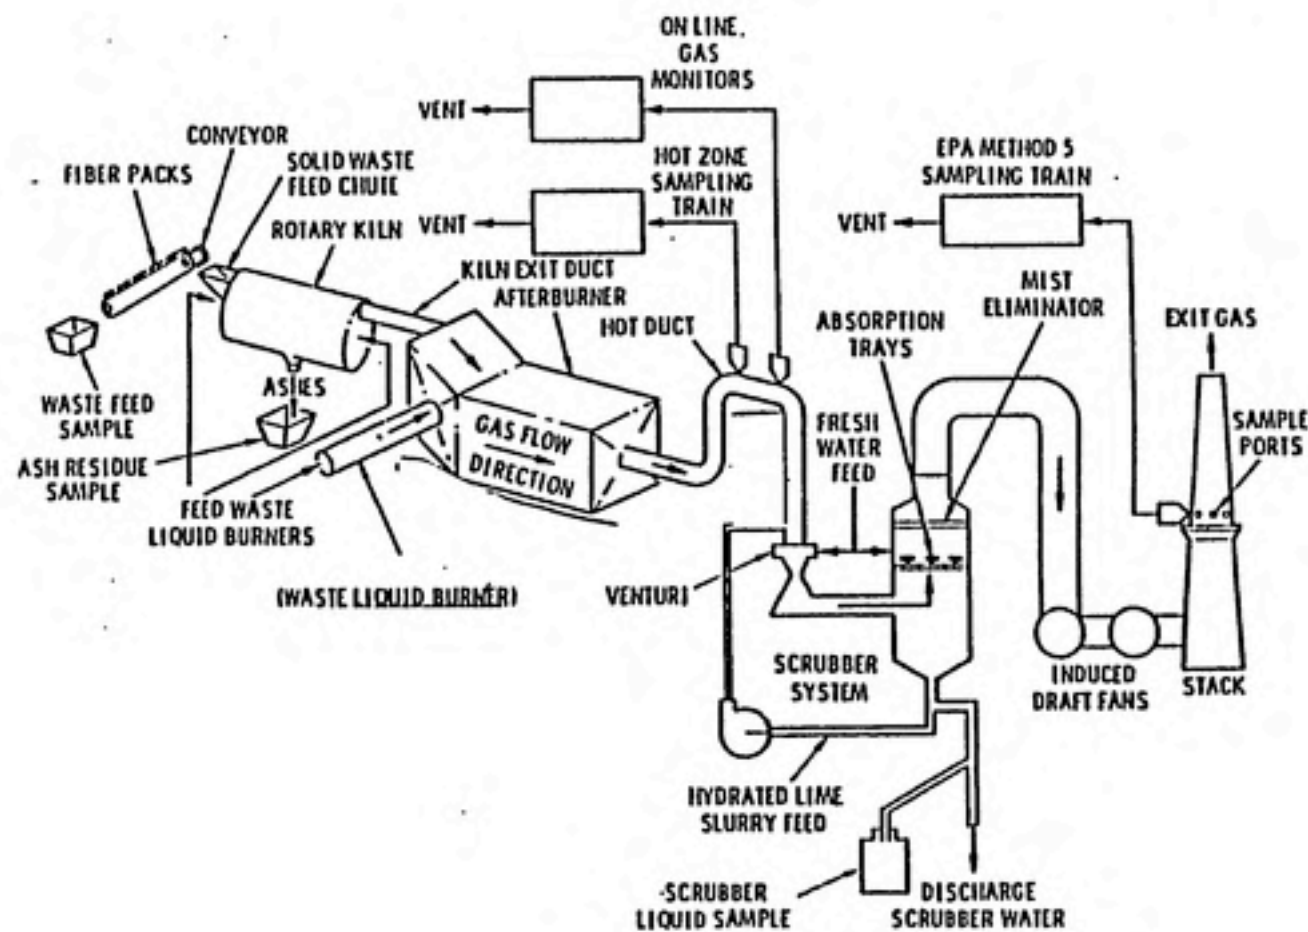 ON LINE,
GAS
MONITORS
VENT
CONVEYOR
FIBER PACKS
SOLID WASTE
FEED CHUTE
HOT ZONE
SAMPLING
TRAIN
EPA METHOD 5
SAMPLING TRAIN
VENT
VENT
ROTARY KILN
KILN EXIT DUCT
AFTERBURNER
HOT DUCT
MIST
ELIMINATOR
ABSORPTION
TRAYS
EXIT GAS
ASHES
WASTE FEED
SAMPLE
GAS FLOW
DIRECTION
FRESH
WATER
FEED
SAMPLE
PORTS
ASH RESIDUE
SAMPLE
FEED WASTE
LIQUID BURNERS
(WASTE LIQUID BURNER)
VENTURI
SCRUBBER
SYSTEM
INDUCED
DRAFT FANS
STACK
HYDRATED LIME
SLURRY FEED
-SCRUBBER
LIQUID SAMPLE
DISCHARGE
SCRUBBER WATER